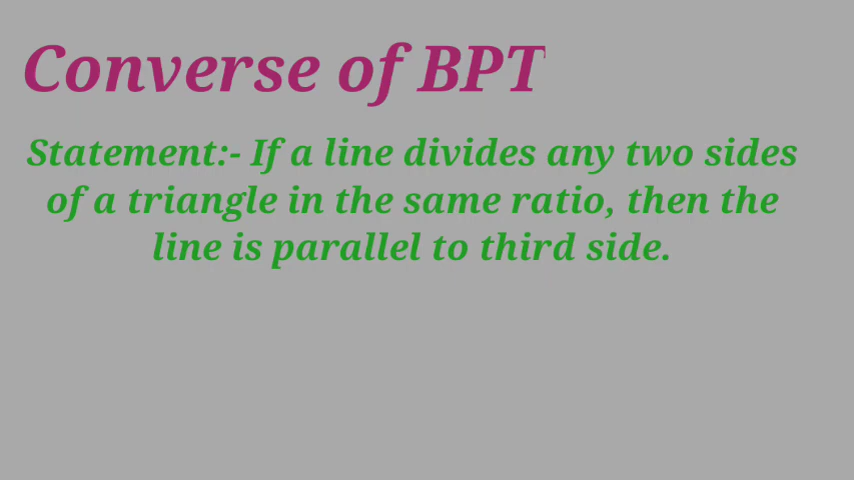 Converse of BPT
Statement:- If a line divides any two sides
of a triangle in the same ratio, then the
line is parallel to third side.